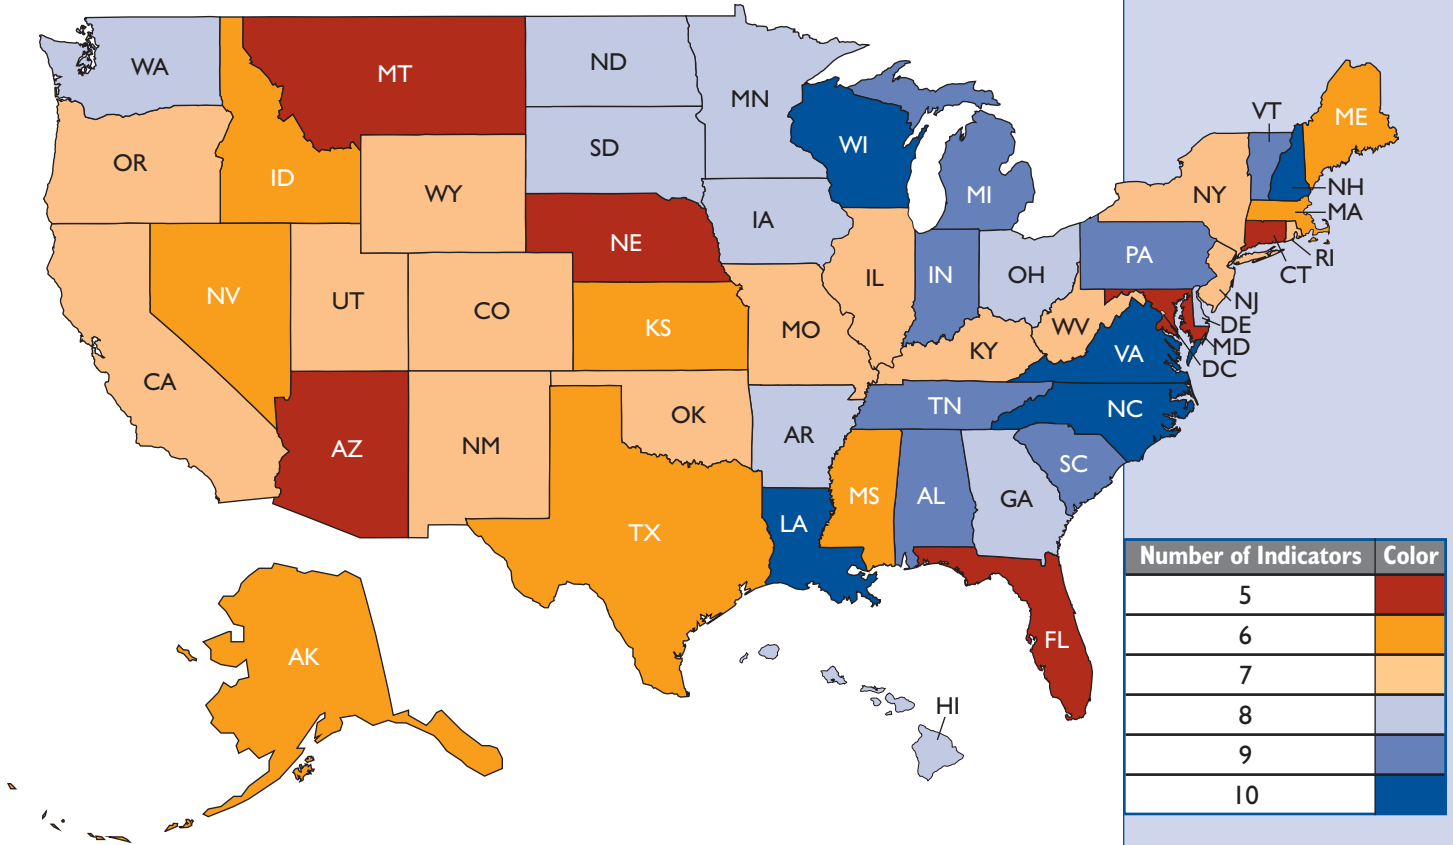 WA
MT
ND
MN
OR
ID
WY
SD
WI
MI
VT
ME
NY
NH
MA
RI
CT
NE
IA
NV
UT
CO
KS
MO
IL
IN
OH
PA
NJ
DE
MD
DC
WV
VA
KY
CA
AZ
NM
OK
AR
TN
NC
SC
TX
LA
MS
AL
GA
FL
AK
HI
Number of Indicators Color
5
6
7
8
9
10